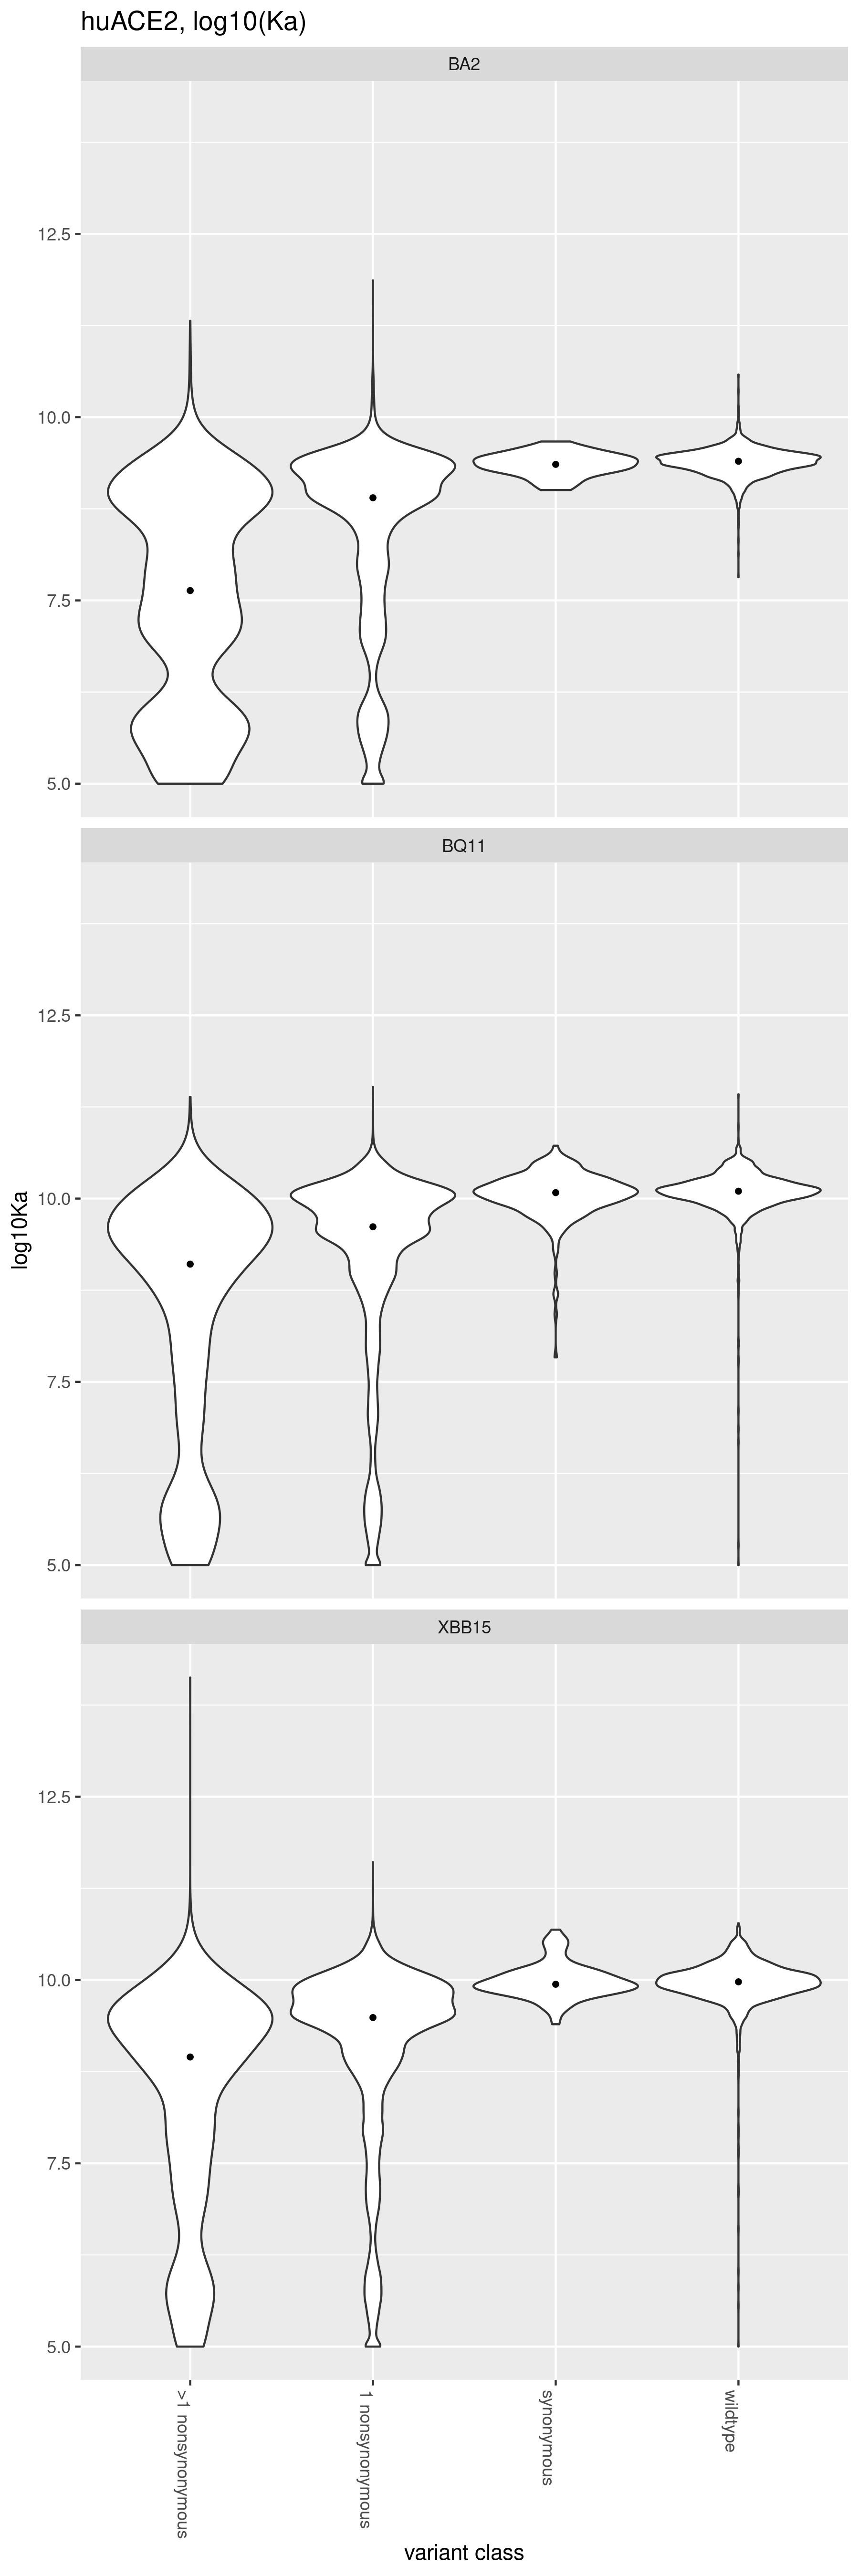 huACE2, log10(Ka)
BA2
12.5
10.0
7.5
5.0
BQ11
12.5
10.0
7.5
5.0
log10Ka
XBB15
12.5
10.0
7.5
5.0
>1 nonsynonymous
1 nonsynonymous
synonymous
wildtype
variant class